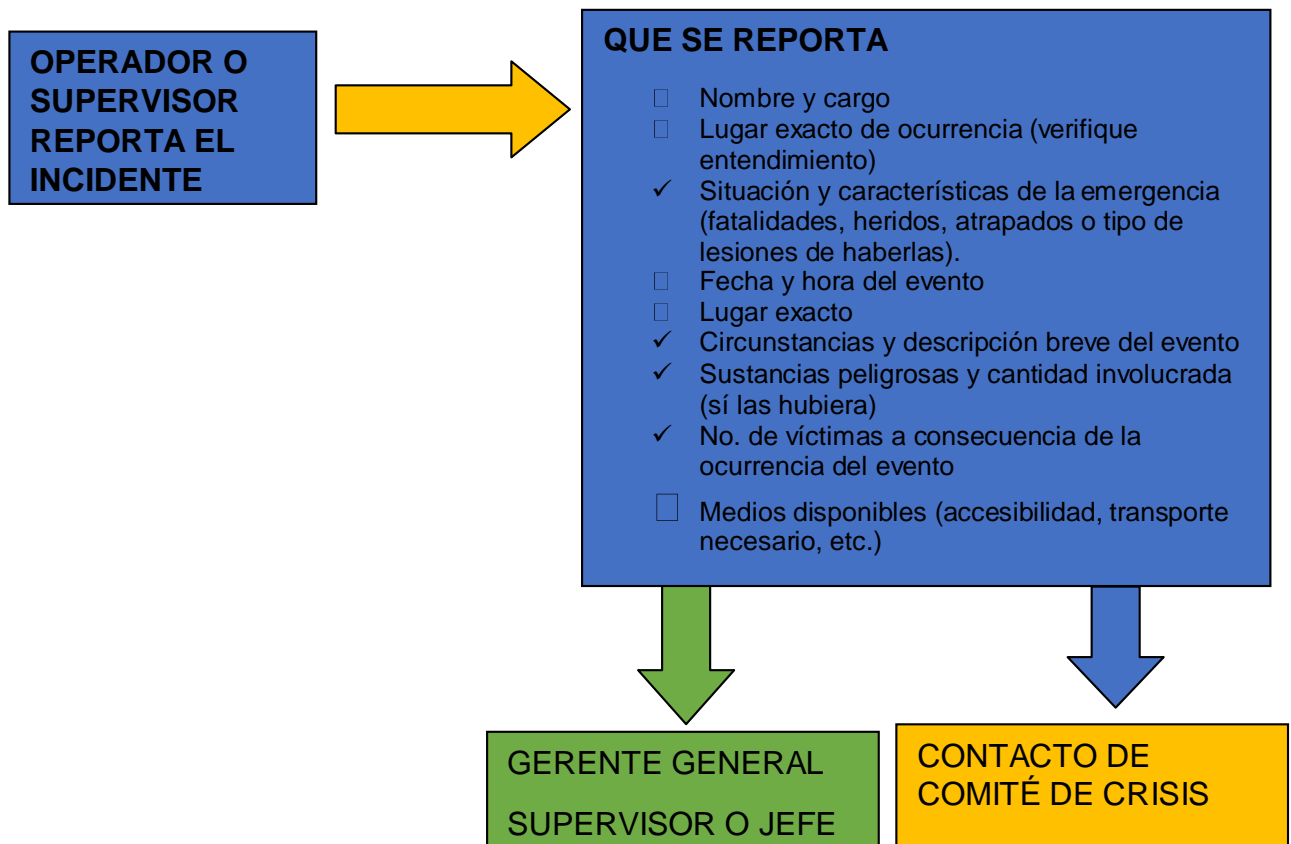 OPERADOR O
SUPERVISOR
REPORTA EL
INCIDENTE
QUE SE REPORTA
Nombre y cargo
Lugar exacto de ocurrencia (verifique
entendimiento)
✓ Situación y características de la emergencia
(fatalidades, heridos, atrapados o tipo de
lesiones de haberlas).
Fecha y hora del evento
Lugar exacto
✓ Circunstancias y descripción breve del evento
✓ Sustancias peligrosas y cantidad involucrada
(sí las hubiera)
✓ No. de víctimas a consecuencia de la
ocurrencia del evento
Medios disponibles (accesibilidad, transporte
necesario, etc.)
GERENTE GENERAL
SUPERVISOR O JEFE
CONTACTO DE
COMITÉ DE CRISIS